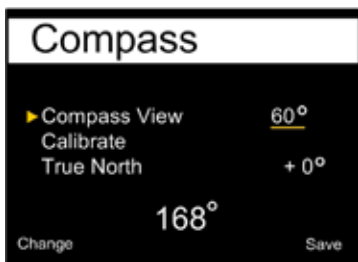 Compass
Compass View 60°
Calibrate
True North + 0°
168°
Change Save